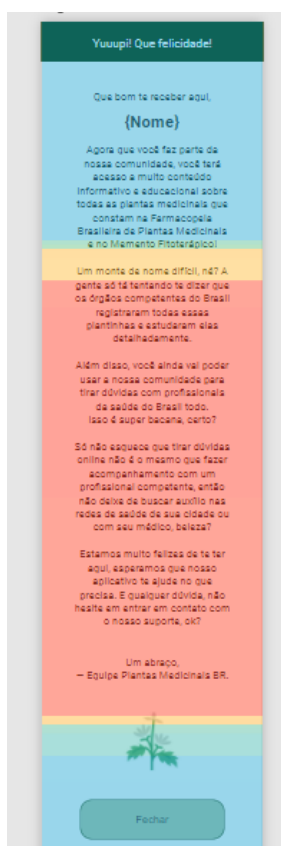 Yuuupi! Que felicidade!
Que bom te receber aqui,
{Nome}
Agora que você faz parte da
nossa comunidade, você terá
acesso a muito conteúdo
informativo e educacional sobre
todas as plantas medicinais que
constam na Farmacopeia
Brasileira de Plantas Medicinais
e no Memento Fitoterápico!
Um monte de nome difícil, né? A
gente só tá tentando te dizer que
os órgãos competentes do Brasil
registraram todas essas
plantinhas e estudaram elas
detalhadamente.
Além disso, você ainda vai poder
usar a nossa comunidade para
tirar dúvidas com profissionais
da saúde do Brasil todo.
Isso é super bacana, certo?
Só não esquece que tirar dúvidas
online não é o mesmo que fazer
acompanhamento com um
profissional competente, então
não deixe de buscar auxílio nas
redes de saúde de sua cidade ou
com seu médico, beleza?
Estamos muito felizes de te ter
aqui, esperamos que nosso
aplicativo te ajude no que
precisa. E qualquer dúvida, não
hesite em entrar em contato com
o nosso suporte, ok?
Um abraço,
— Equipe Plantas Medicinais BR.
Fechar